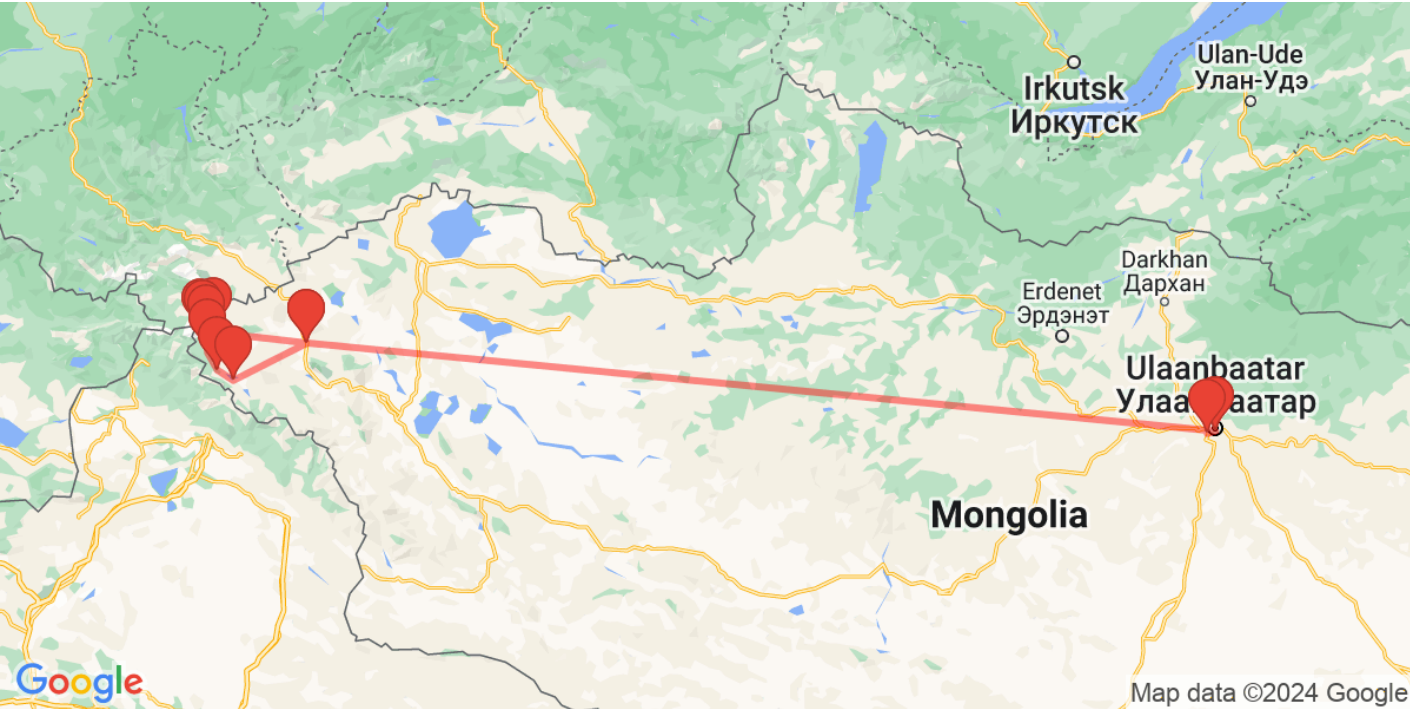 Ulan-Ude
Улан-Удэ
Irkutsk
Иркутск
Darkhan
Дархан
Erdenet
Эрдэнэт
Ulaanbaatar
Mongolia
Google
Map data ©2024 Google